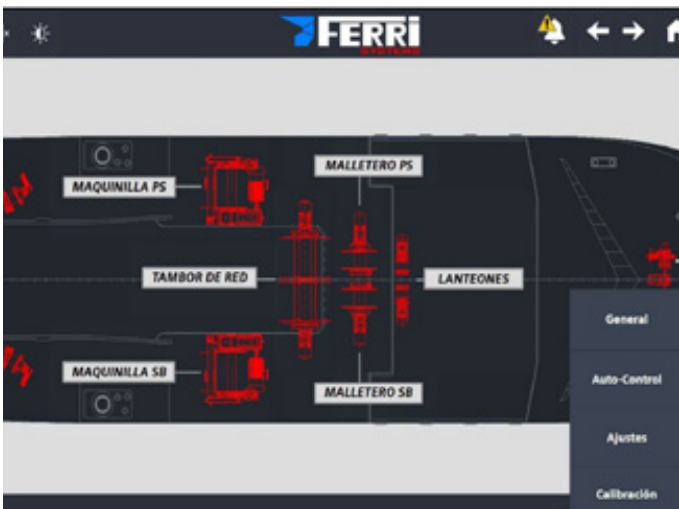 FERRI
SYSTEMS
MALLETERO PS
MAQUINILLA PS
TAMBOR DE RED
LANTEONES
General
MAQUINILLA SB
Auto-Control
MALLETERO SB
Ajustes
Calibración